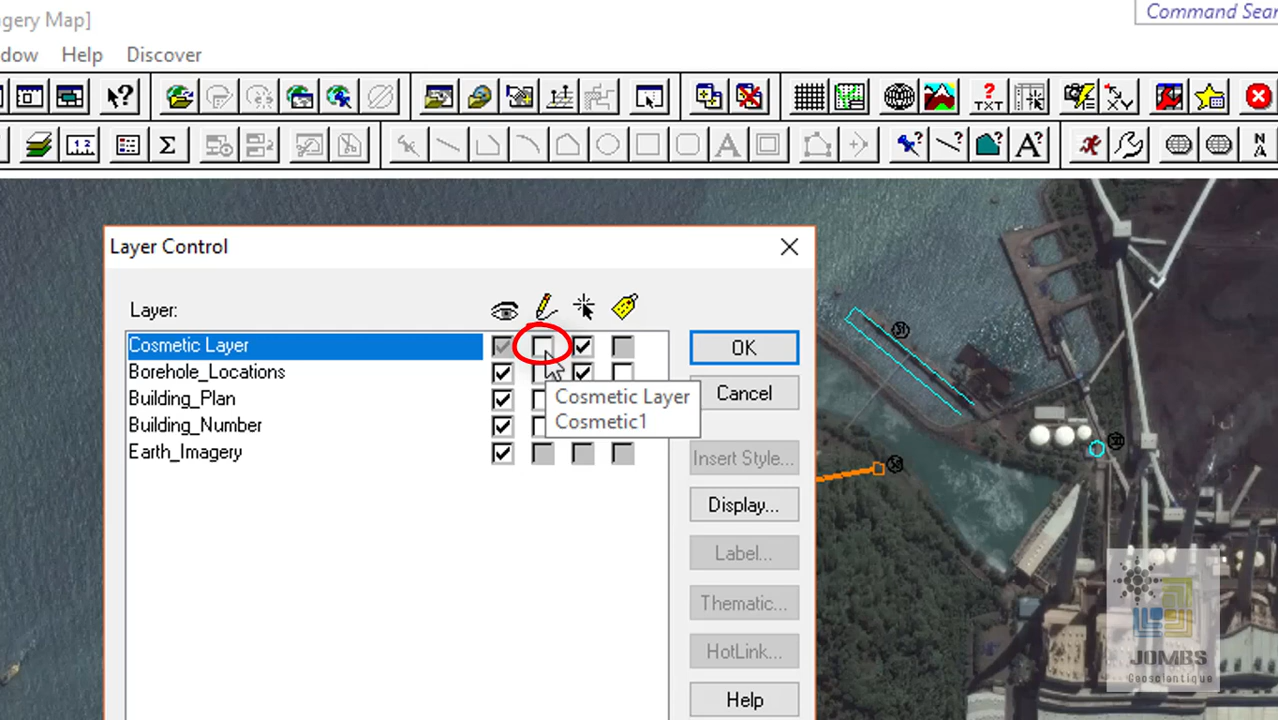 agery Map]
Command Sear
dow Help Discover
TXT
N
A
Layer Control
Layer:
Cosmetic Layer
Borehole_Locations
Building_Plan
Building_Number
Earth_Imagery
Cosmetic Layer
Cosmetic1
OK
Cancel
Insert Style...
Display...
Label...
Thematic...
HotLink...
Help
JOMBS
Geoscientique